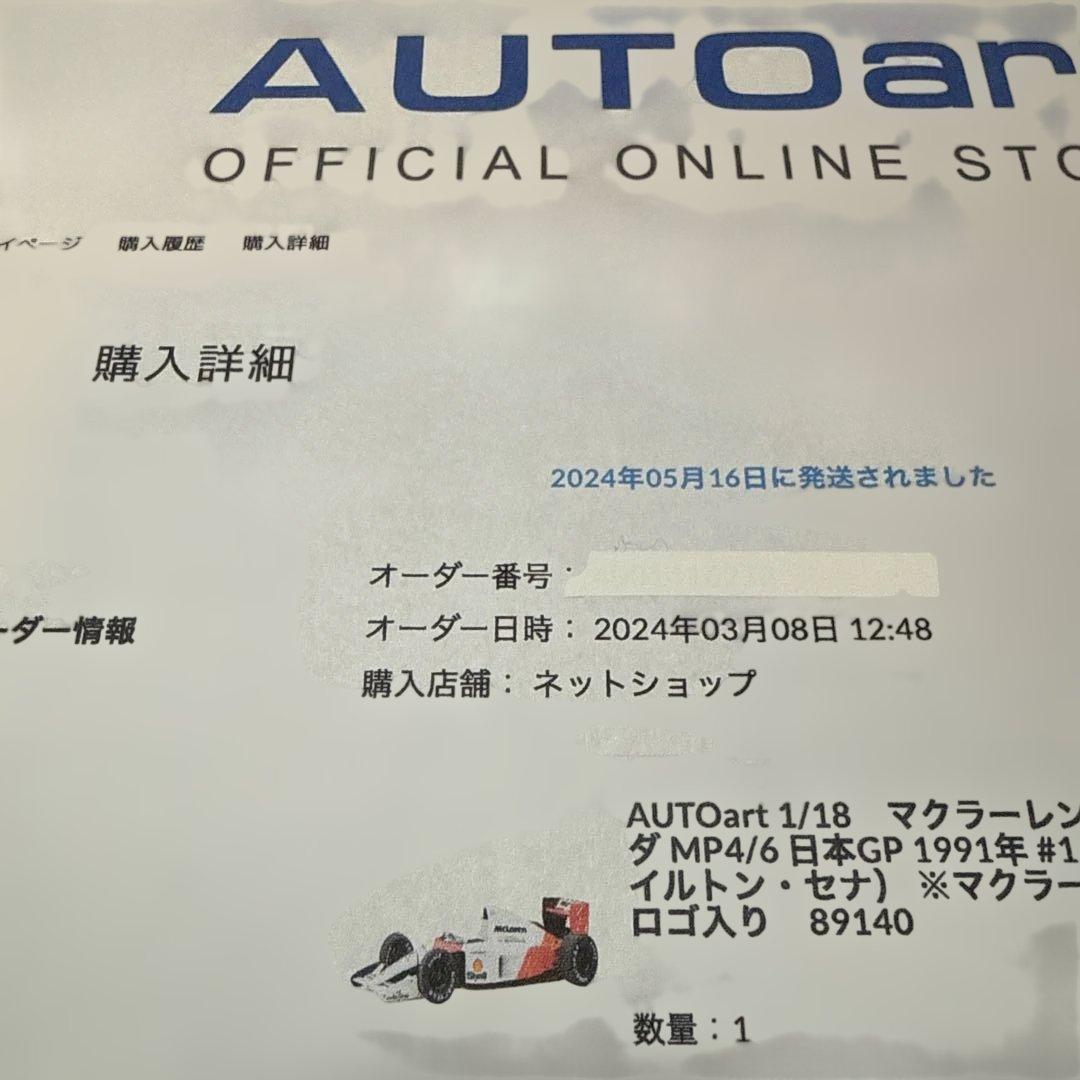 AUTOar
OFFICIAL ONLINE STO
イページ 購入履歴 購入詳細
購入詳細
2024年05月16日に発送されました
オーダー番号：
ーダー情報
オーダー日時： 2024年03月08日 12:48
購入店舗： ネットショップ
AUTOart 1/18　マクラーレン
ダ MP4/6 日本GP 1991年 #1
イルトン・セナ)　※マクラー
ロゴ入り　89140
McLaren
Shell
数量：1